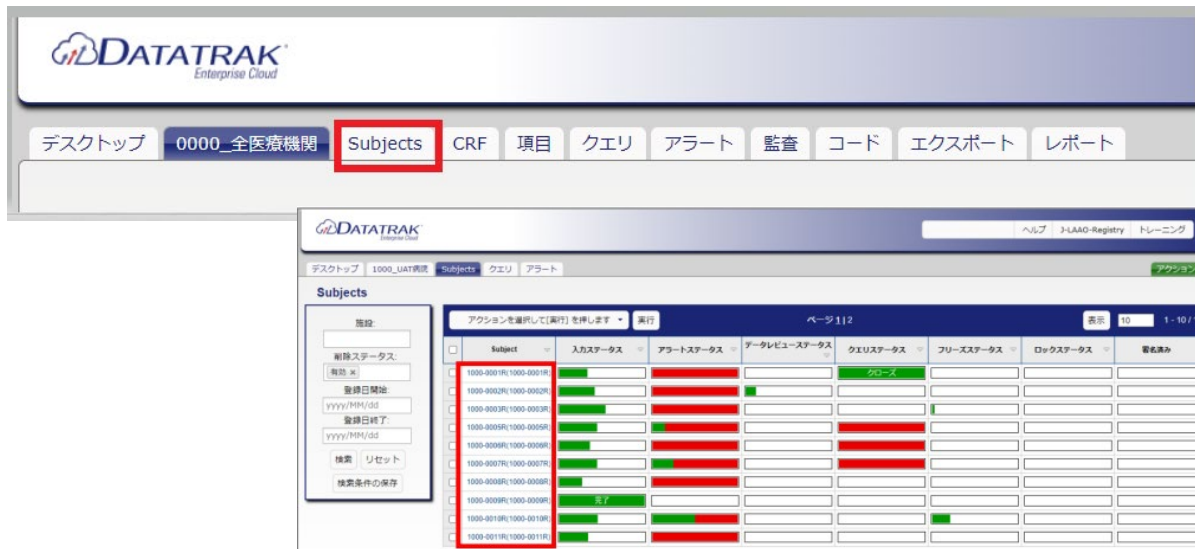 DATATRAK
Enterprise Cloud
デスクトップ 0000_全医療機関 Subjects CRF 項目 クエリ アラート 監査 コード エクスポート レポート
DATATRAK
Enterprise Cloud
ヘルプ J-LAAO-Registry トレーニング
デスクトップ 1000_UAT病院 Subjects クエリ アラート
アクション
Subjects
施設:
削除ステータス:
有効 x
登録日開始:
yyyy/MM/dd
登録日終了:
yyyy/MM/dd
検索 リセット
検索条件の保存
アクションを選択して[実行] を押します 実行 ページ 1 | 2 表示 10 1 - 10 / 1
Subject 入力ステータス アラートステータス データレビューステータス クエリステータス フリーズステータス ロックステータス 署名済み
1000-0001R(1000-0001R) クローズ
1000-0002R(1000-0002R)
1000-0003R(1000-0003R)
1000-0005R(1000-0005R)
1000-0006R(1000-0006R)
1000-0007R(1000-0007R)
1000-0008R(1000-0008R)
1000-0009R(1000-0009R) 完了
1000-0010R(1000-0010R)
1000-0011R(1000-0011R)